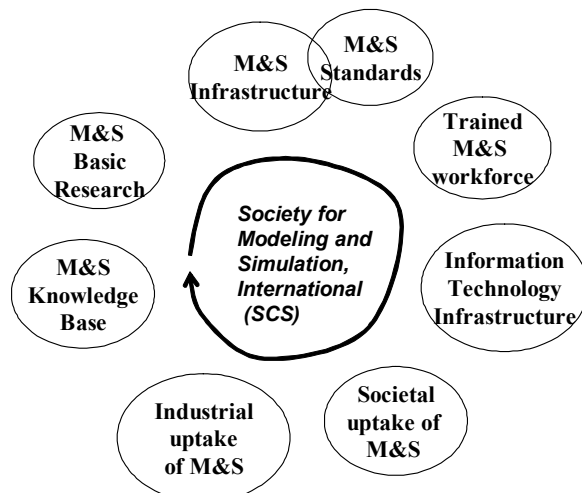 M&S
Infrastructure
M&S
Standards
Trained
M&S
workforce
Information
Technology
Infrastructure
Societal
uptake of
M&S
Industrial
uptake
of M&S
M&S
Knowledge
Base
M&S
Basic
Research
Society for
Modeling and
Simulation,
International
(SCS)